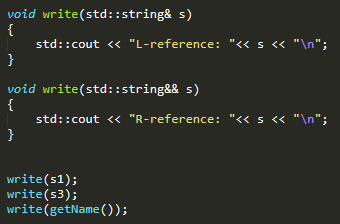 void write(std::string& s)
{
    std::cout << "L-reference: "<< s << "\n";
}
void write(std::string&& s)
{
    std::cout << "R-reference: "<< s << "\n";
}
write(s1);
write(s3);
write(getName());